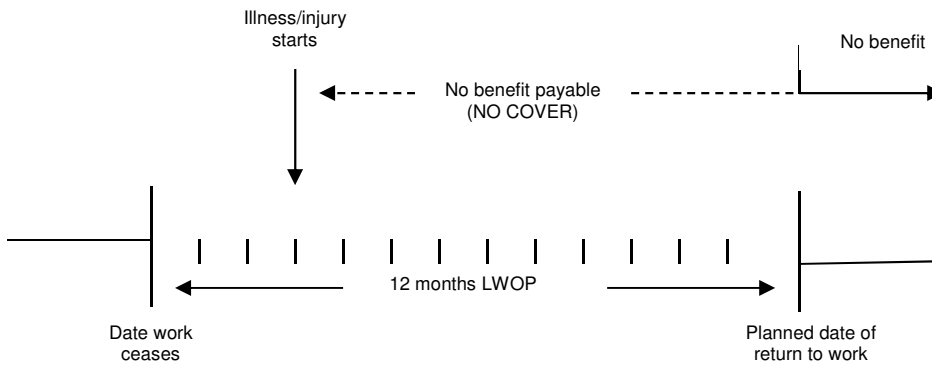 Illness/injury
starts
No benefit
No benefit payable
(NO COVER)
12 months LWOP
Date work
ceases
Planned date of
return to work